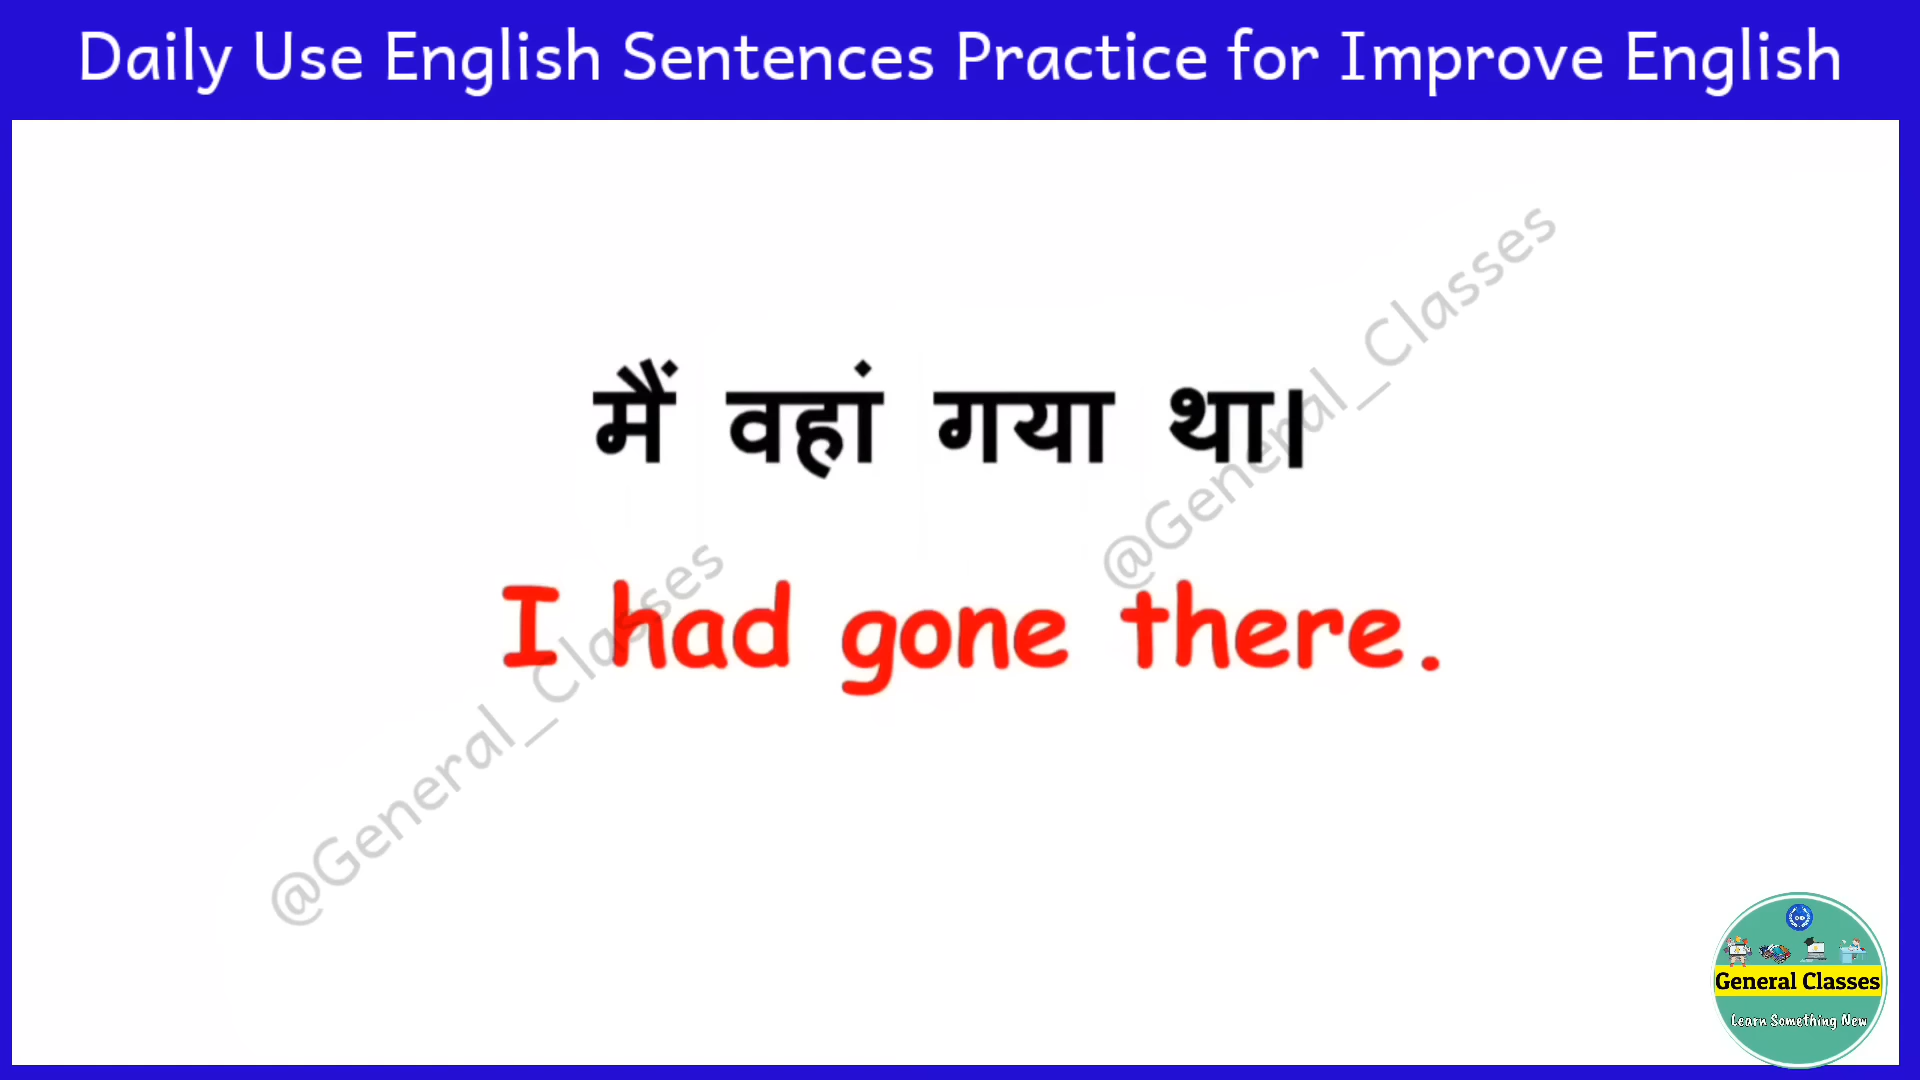 Daily Use English Sentences Practice for Improve English
मैं वहां गया था।
@General_Classes
I had gone there.
@General_Classes
General Classes
Learn Something New